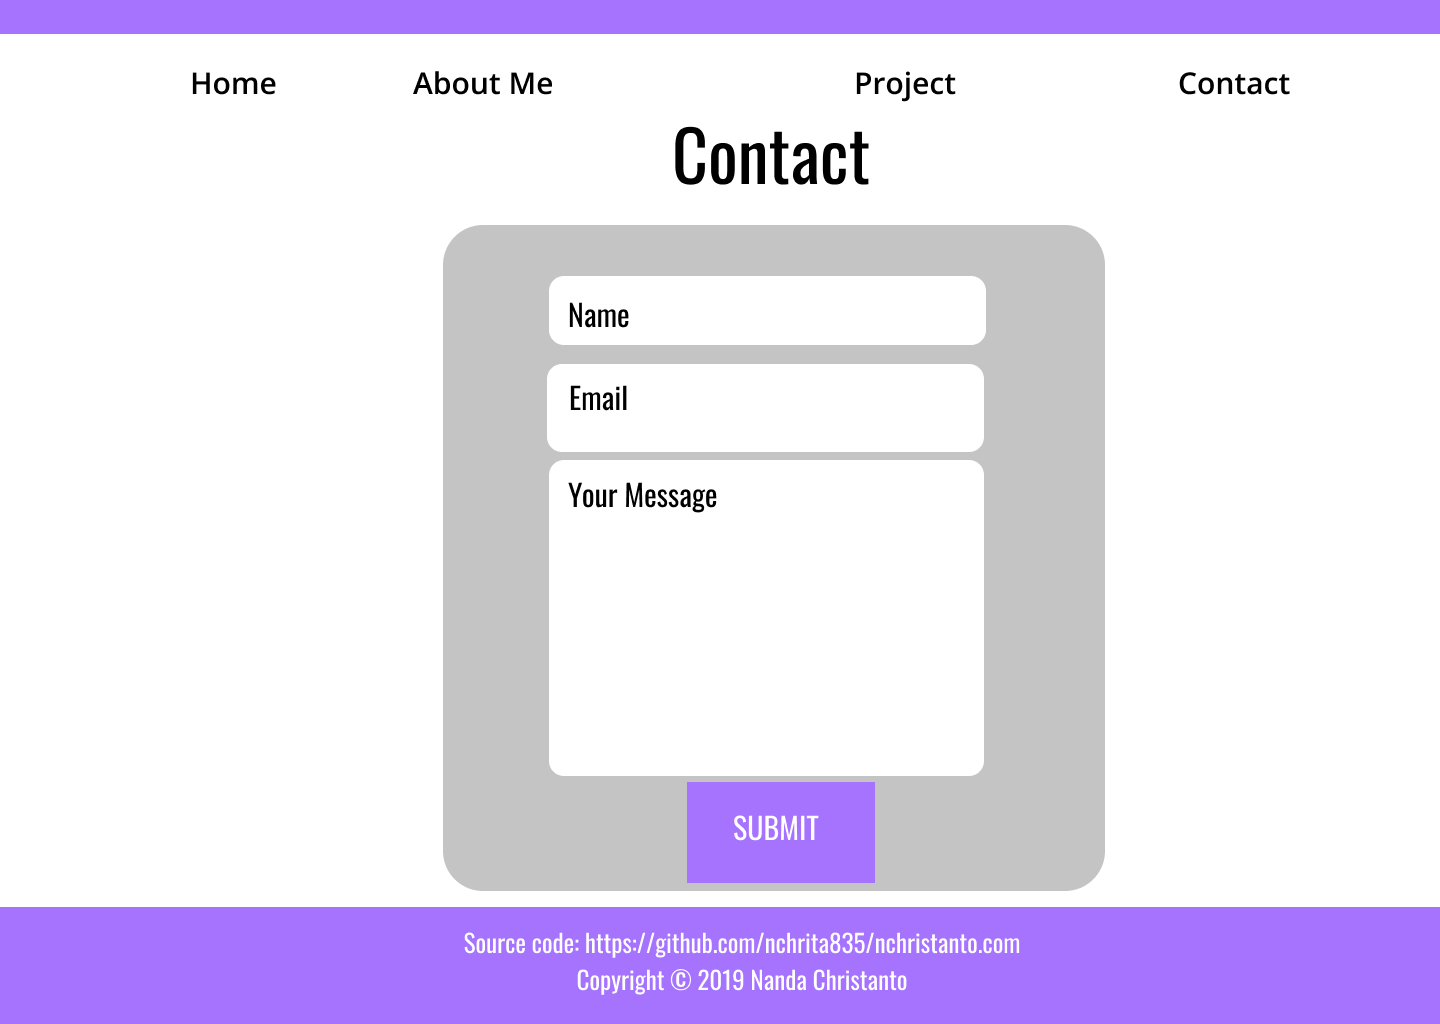 Home About Me Project Contact
Contact
Name
Email
Your Message
SUBMIT
Source code: https://github.com/nchrita835/nchristanto.com
Copyright © 2019 Nanda Christanto